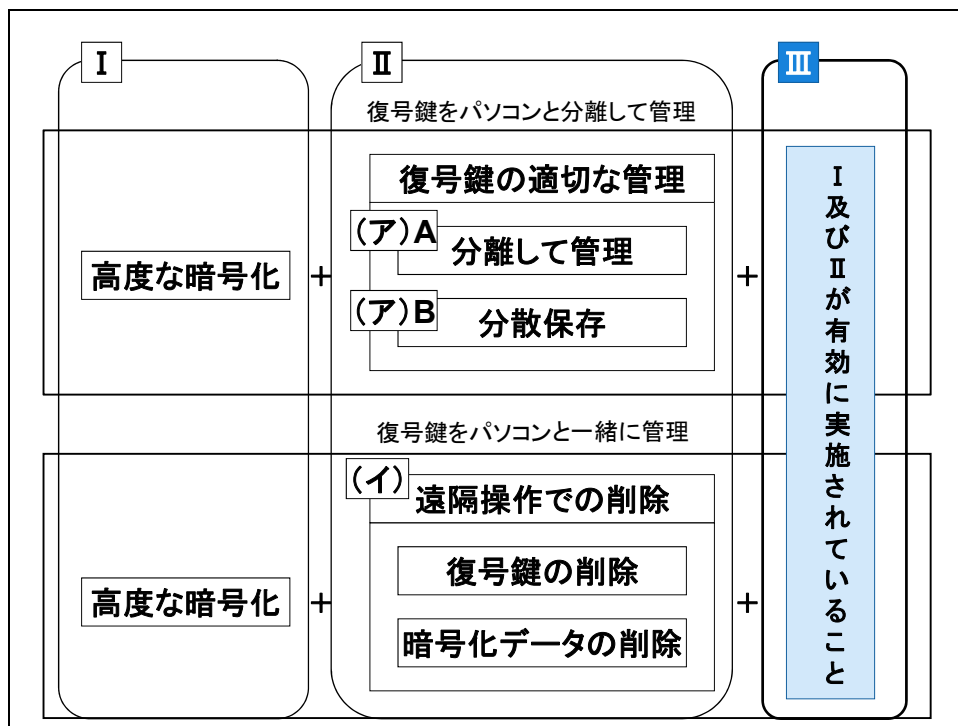 Ⅰ
Ⅱ
Ⅲ
復号鍵をパソコンと分離して管理
高度な暗号化
+
復号鍵の適切な管理
(ア)A
分離して管理
(ア)B
分散保存
+
Ⅰ及びⅡが有効に実施されていること
復号鍵をパソコンと一緒に管理
高度な暗号化
+
(イ)
遠隔操作での削除
復号鍵の削除
暗号化データの削除
+